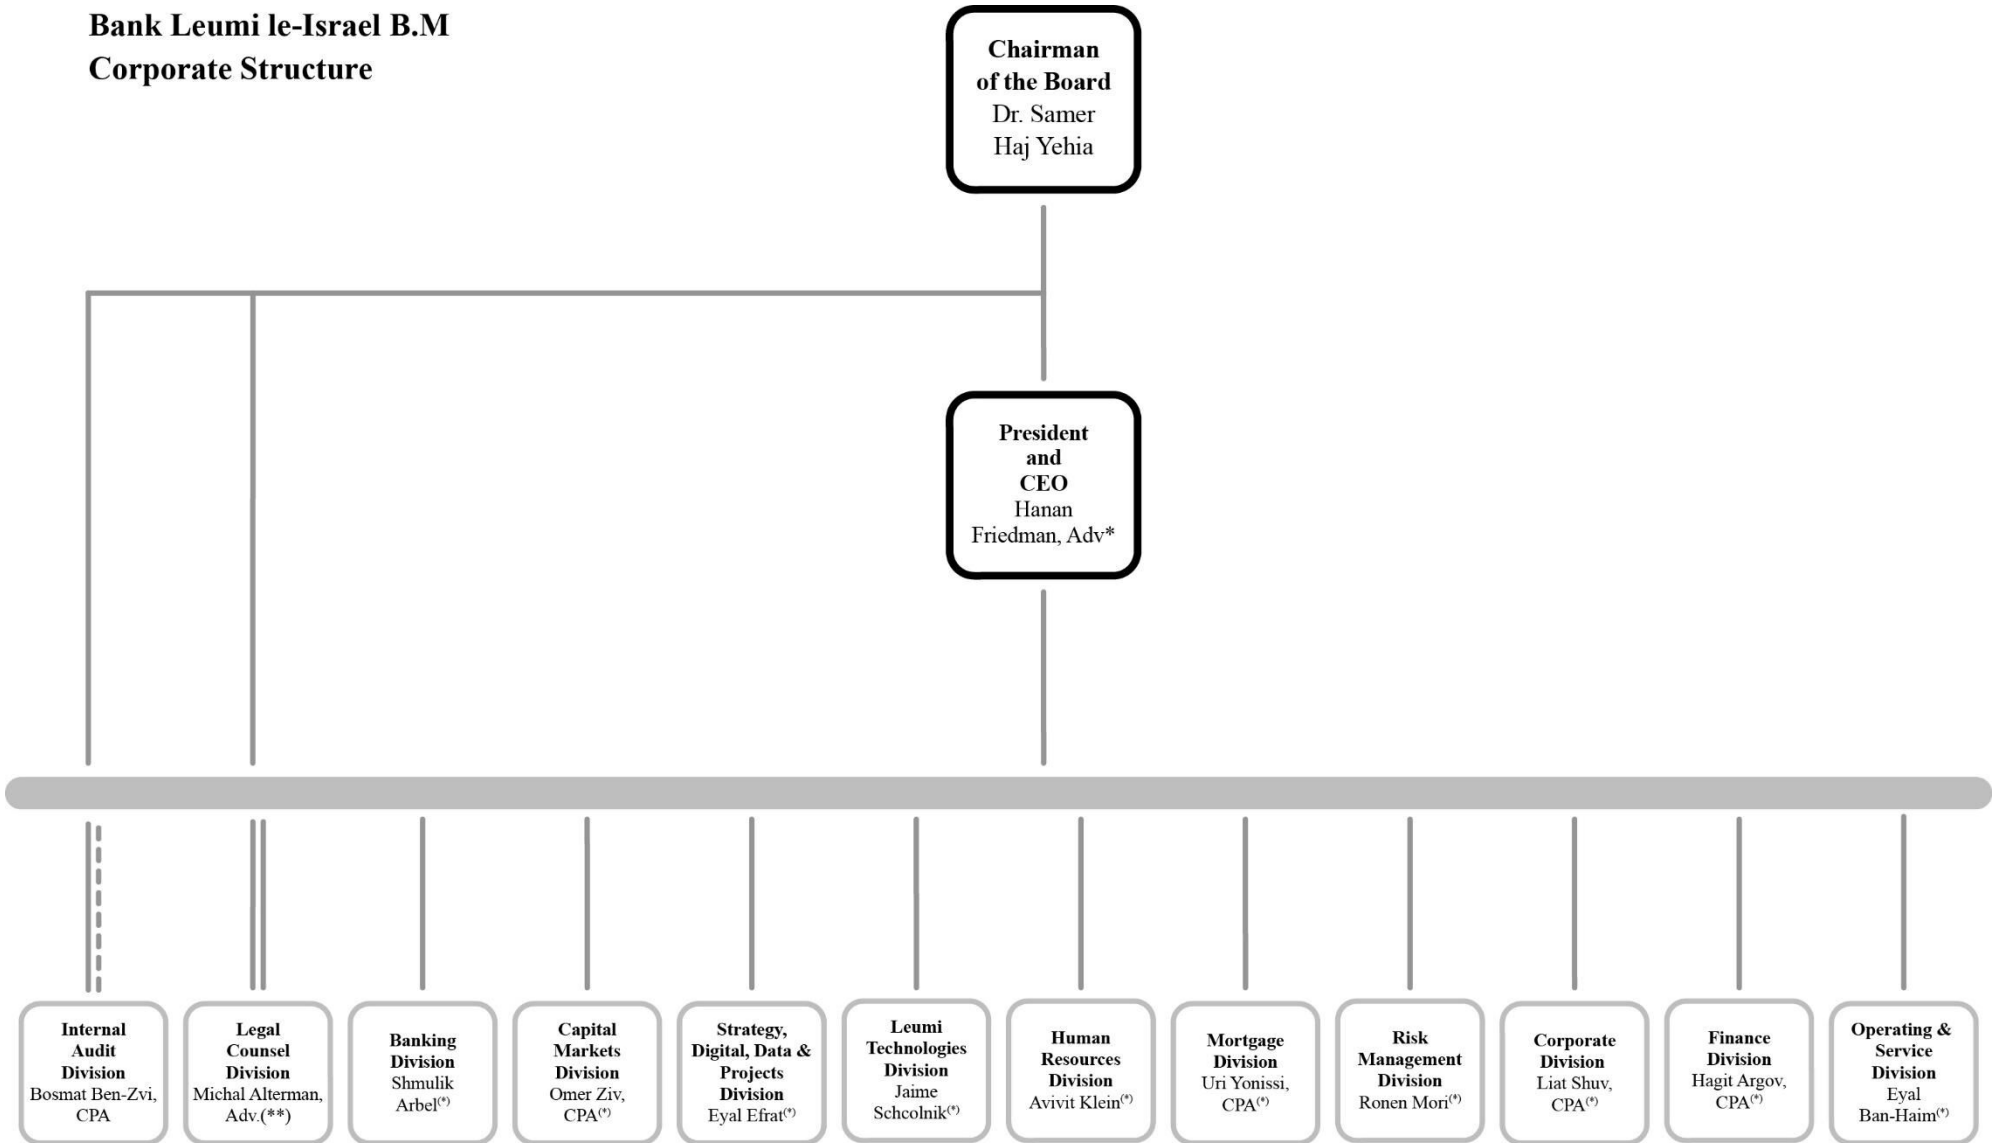 Bank Leumi le-Israel B.M
Corporate Structure
Chairman
of the Board
Dr. Samer
Haj Yehia
President
and
CEO
Hanan
Friedman, Adv*
Internal
Audit
Division
Bosmat Ben-Zvi,
CPA
Legal
Counsel
Division
Michal Alterman,
Adv.(**)
Banking
Division
Shmulik
Arbel(*)
Capital
Markets
Division
Omer Ziv,
CPA(*)
Strategy,
Digital, Data &
Projects
Division
Eyal Efrat(*)
Leumi
Technologies
Division
Jaime
Schcolnik(*)
Human
Resources
Division
Avivit Klein(*)
Mortgage
Division
Uri Yonissi,
CPA(*)
Risk
Management
Division
Ronen Mori(*)
Corporate
Division
Liat Shuv,
CPA(*)
Finance
Division
Hagit Argov,
CPA(*)
Operating &
Service
Division
Eyal
Ban-Haim(*)